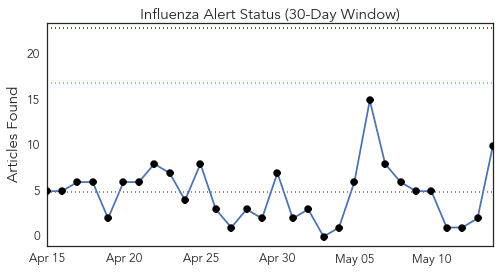 Influenza Alert Status (30-Day Window)
Articles Found
20
15
10
5
0
Apr 15
Apr 20
Apr 25
Apr 30
May 05
May 10